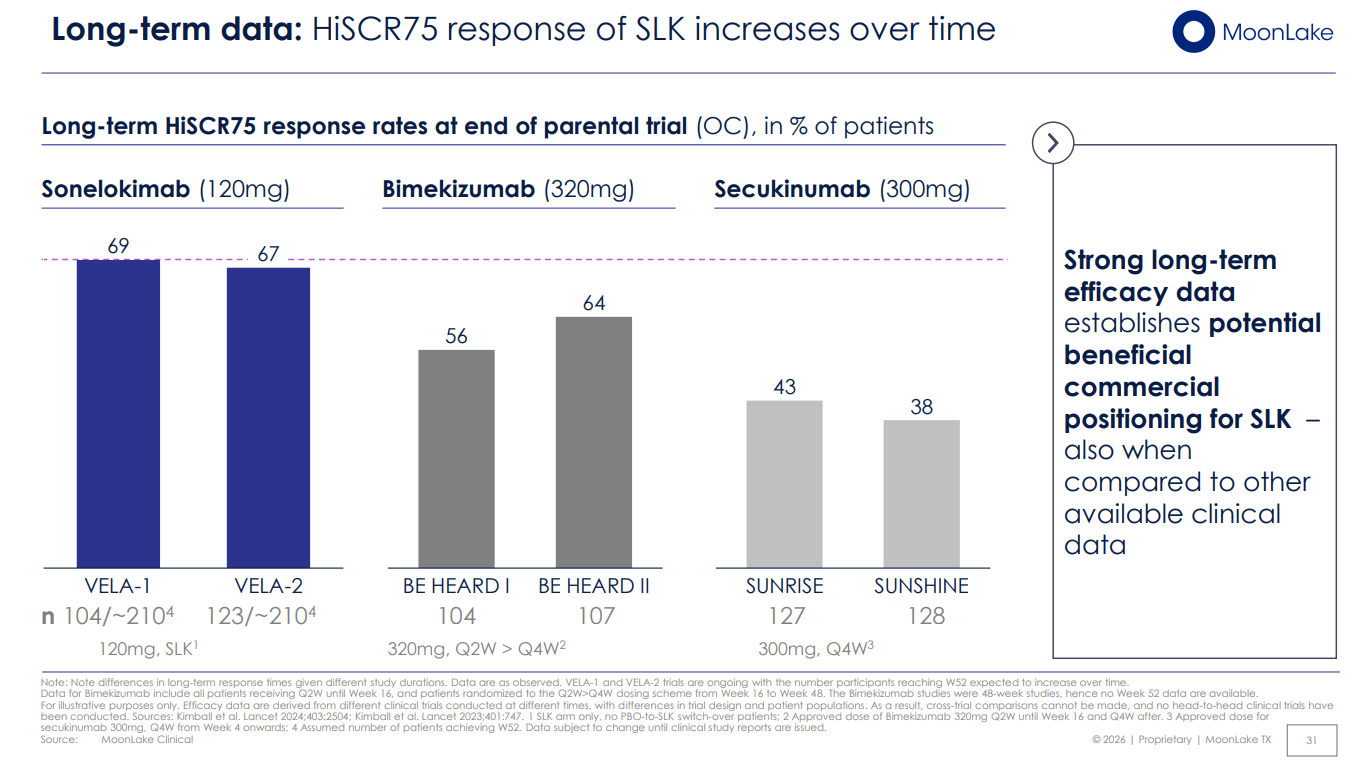 Long-term data: HiSCR75 response of SLK increases over time
MoonLake
Long-term HiSCR75 response rates at end of parental trial (OC), in % of patients
Sonelokimab (120mg)
Bimekizumab (320mg)
Secukinumab (300mg)
69
67
56
64
43
38
VELA-1
VELA-2
BE HEARD I
BE HEARD II
SUNRISE
SUNSHINE
n 104/~210⁴
123/~210⁴
104
107
127
128
120mg, SLK¹
320mg, Q2W > Q4W²
300mg, Q4W³
Strong long-term
efficacy data
establishes potential
beneficial
commercial
positioning for SLK –
also when
compared to other
available clinical
data
Note: Note differences in long-term response times given different study durations. Data are as observed. VELA-1 and VELA-2 trials are ongoing with the number participants reaching W52 expected to increase over time.
Data for Bimekizumab include all patients receiving Q2W until Week 16, and patients randomized to the Q2W>Q4W dosing scheme from Week 16 to Week 48. The Bimekizumab studies were 48-week studies, hence no Week 52 data are available.
For illustrative purposes only. Efficacy data are derived from different clinical trials conducted at different times, with differences in trial design and patient populations. As a result, cross-trial comparisons cannot be made, and no head-to-head clinical trials have
been conducted. Sources: Kimball et al. Lancet 2024;403:2504; Kimball et al. Lancet 2023;401:747. 1 SLK arm only, no PBO-to-SLK switch-over patients; 2 Approved dose of Bimekizumab 320mg Q2W until Week 16 and Q4W after. 3 Approved dose for
secukinumab 300mg, Q4W from Week 4 onwards; 4 Assumed number of patients achieving W52. Data subject to change until clinical study reports are issued.
Source: MoonLake Clinical
© 2026 | Proprietary | MoonLake TX
31